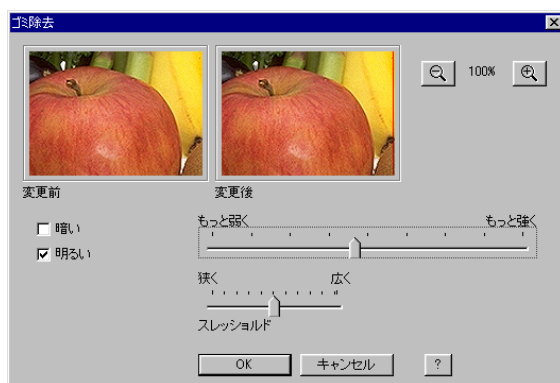 ゴミ除去
100%
変更前
変更後
暗い
明るい
もっと弱く
もっと強く
狭く
広く
スレッショルド
OK
キャンセル
?